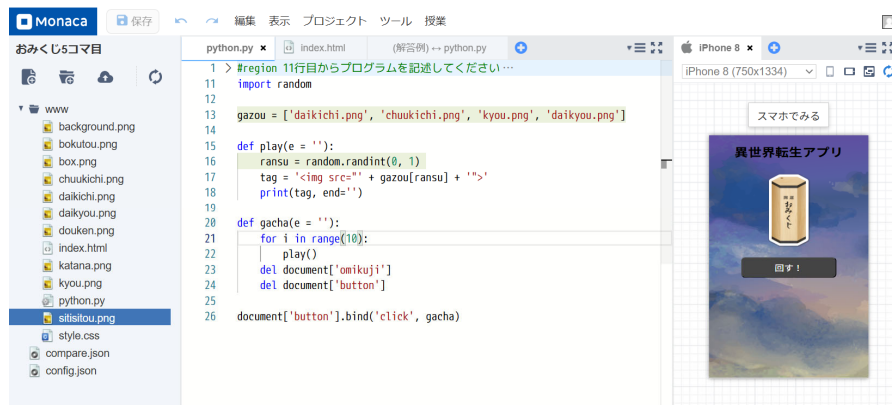 Monaca
保存
編集 表示 プロジェクト ツール 授業
おみくじ5コマ目
www
background.png
bokutou.png
box.png
chuukichi.png
daikichi.png
daikyou.png
douken.png
index.html
katana.png
kyou.png
python.py
sitisitou.png
style.css
compare.json
config.json
python.py × index.html (解答例) ↔ python.py
1 #region 11行目からプログラムを記述してください…
11 import random
12
13 gazou = ['daikichi.png', 'chuukichi.png', 'kyou.png', 'daikyou.png']
14
15 def play(e = ''):
16 ransu = random.randint(0, 1)
17 tag = '<img src="' + gazou[ransu] + '">'
18 print(tag, end='')
19
20 def gacha(e = ''):
21 for i in range(10):
22 play()
23 del document['omikuji']
24 del document['button']
25
26 document['button'].bind('click', gacha)
iPhone 8 ×
iPhone 8 (750x1334)
スマホでみる
異世界転生アプリ
おみくじ
回す！